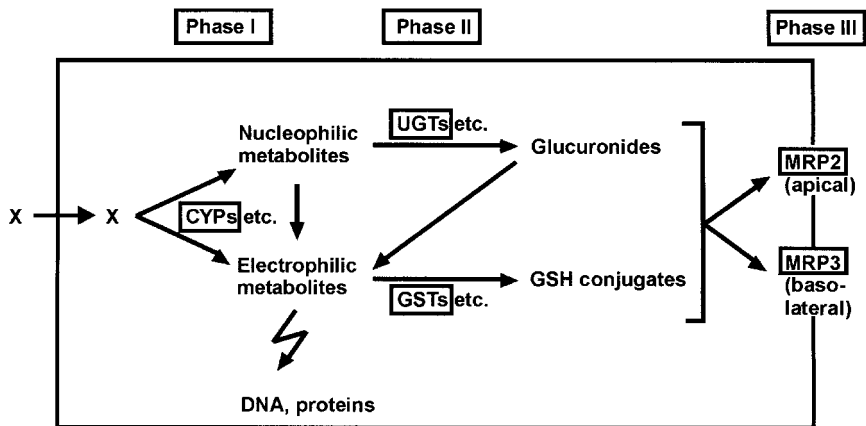 Phase I
Phase II
Phase III
Nucleophilic
metabolites
UGTs etc.
Glucuronides
MRP2
(apical)
X
X
CYPs etc.
Electrophilic
metabolites
GSTs etc.
GSH conjugates
MRP3
(baso-
lateral)
DNA, proteins